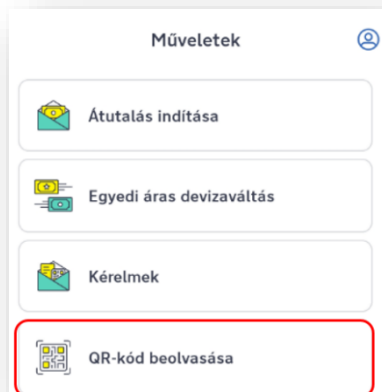 Műveletek
Átutalás indítása
Egyedi áras devizaváltás
Kérelmek
QR-kód beolvasása